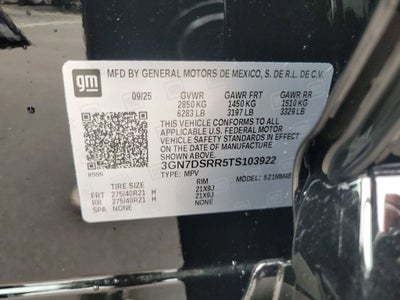 gm
MFD BY GENERAL MOTORS DE MEXICO, S. DE R.L. DE C.V.
09/25 GVWR GAWR FRT GAWR RR
2850 KG 1450 KG 1510 KG
6283 LB 3197 LB 3329 LB
THIS VEHICLE CONFORMS TO ALL
APPLICABLE U.S. FEDERAL MOTOR
VEHICLE SAFETY STANDARDS IN EFFECT ON
THE DATE OF MANUFACTURE SHOWN ABOVE.
3GN7DSRR5TS103922
TYPE: MPV
TIRE SIZE RIM
FRT 275/40R21 H 21X9J
RR 275/40R21 H 21X9J
SPA NONE NONE